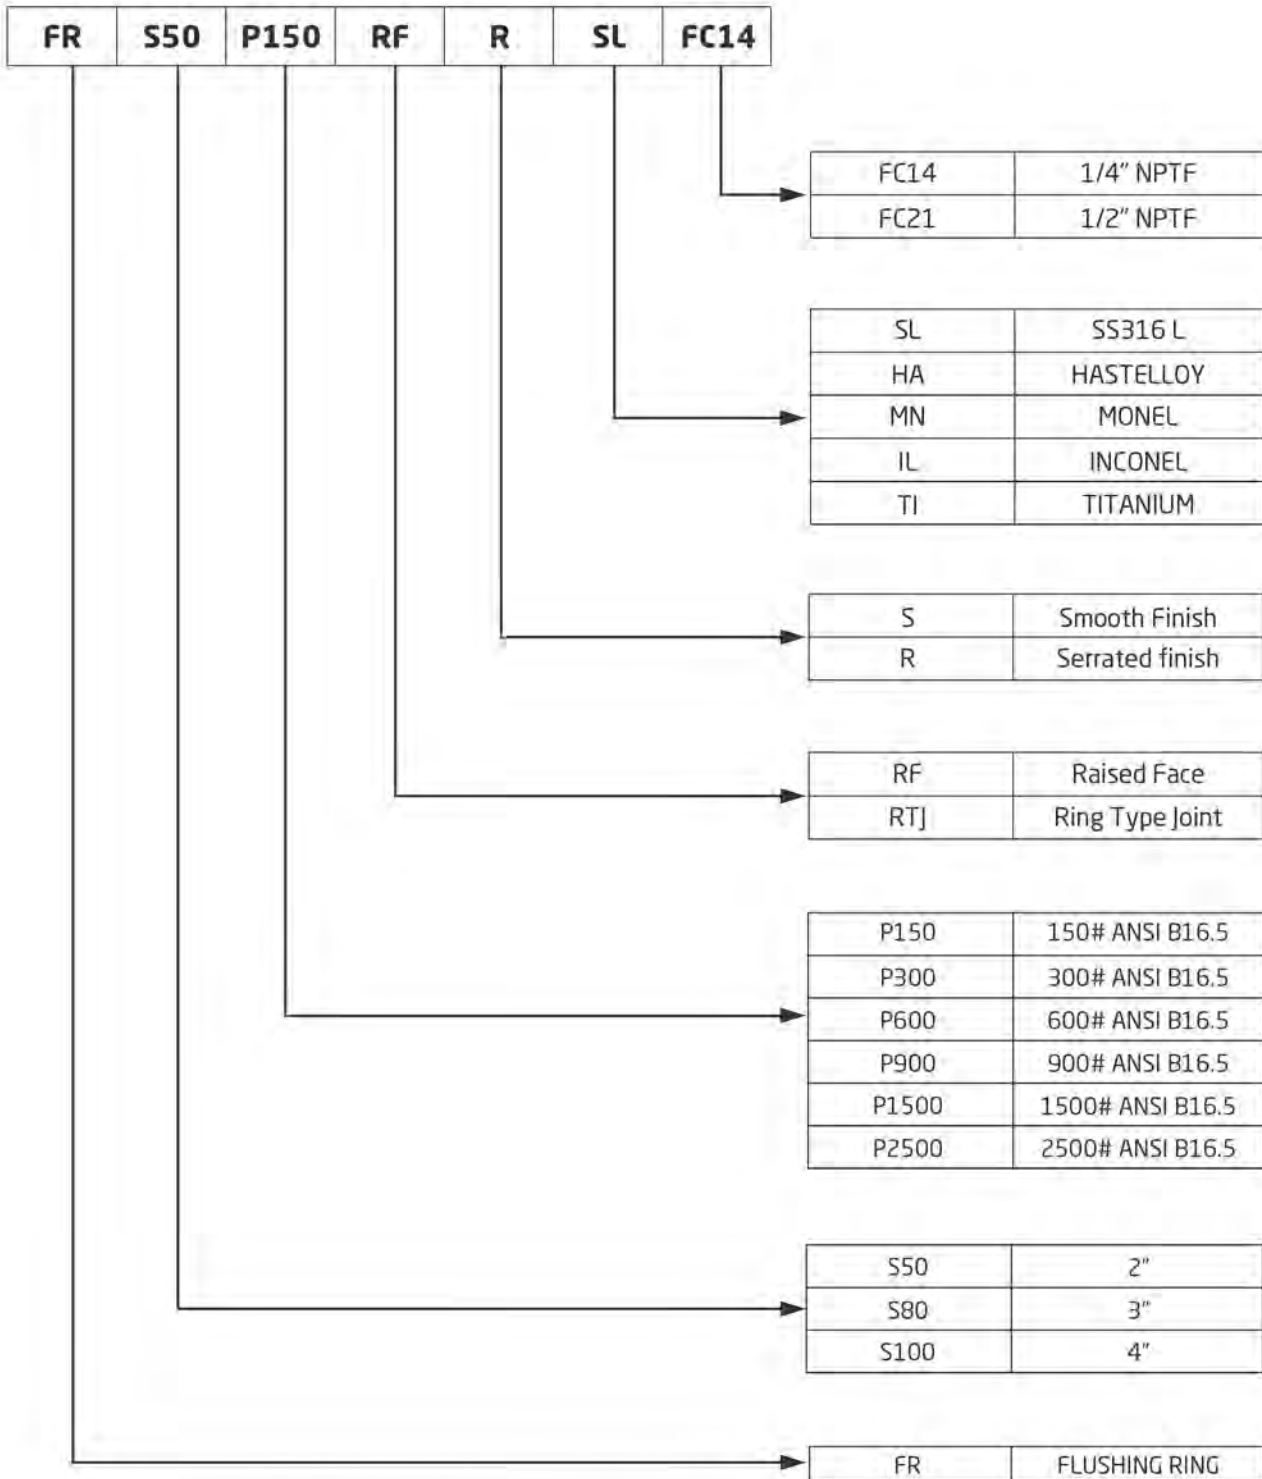 FR S50 P150 RF R SL FC14
FC14 1/4" NPTF
FC21 1/2" NPTF
SL SS316 L
HA HASTELLOY
MN MONEL
IL INCONEL
TI TITANIUM
S Smooth Finish
R Serrated finish
RF Raised Face
RTJ Ring Type Joint
P150 150# ANSI B16.5
P300 300# ANSI B16.5
P600 600# ANSI B16.5
P900 900# ANSI B16.5
P1500 1500# ANSI B16.5
P2500 2500# ANSI B16.5
S50 2"
S80 3"
S100 4"
FR FLUSHING RING